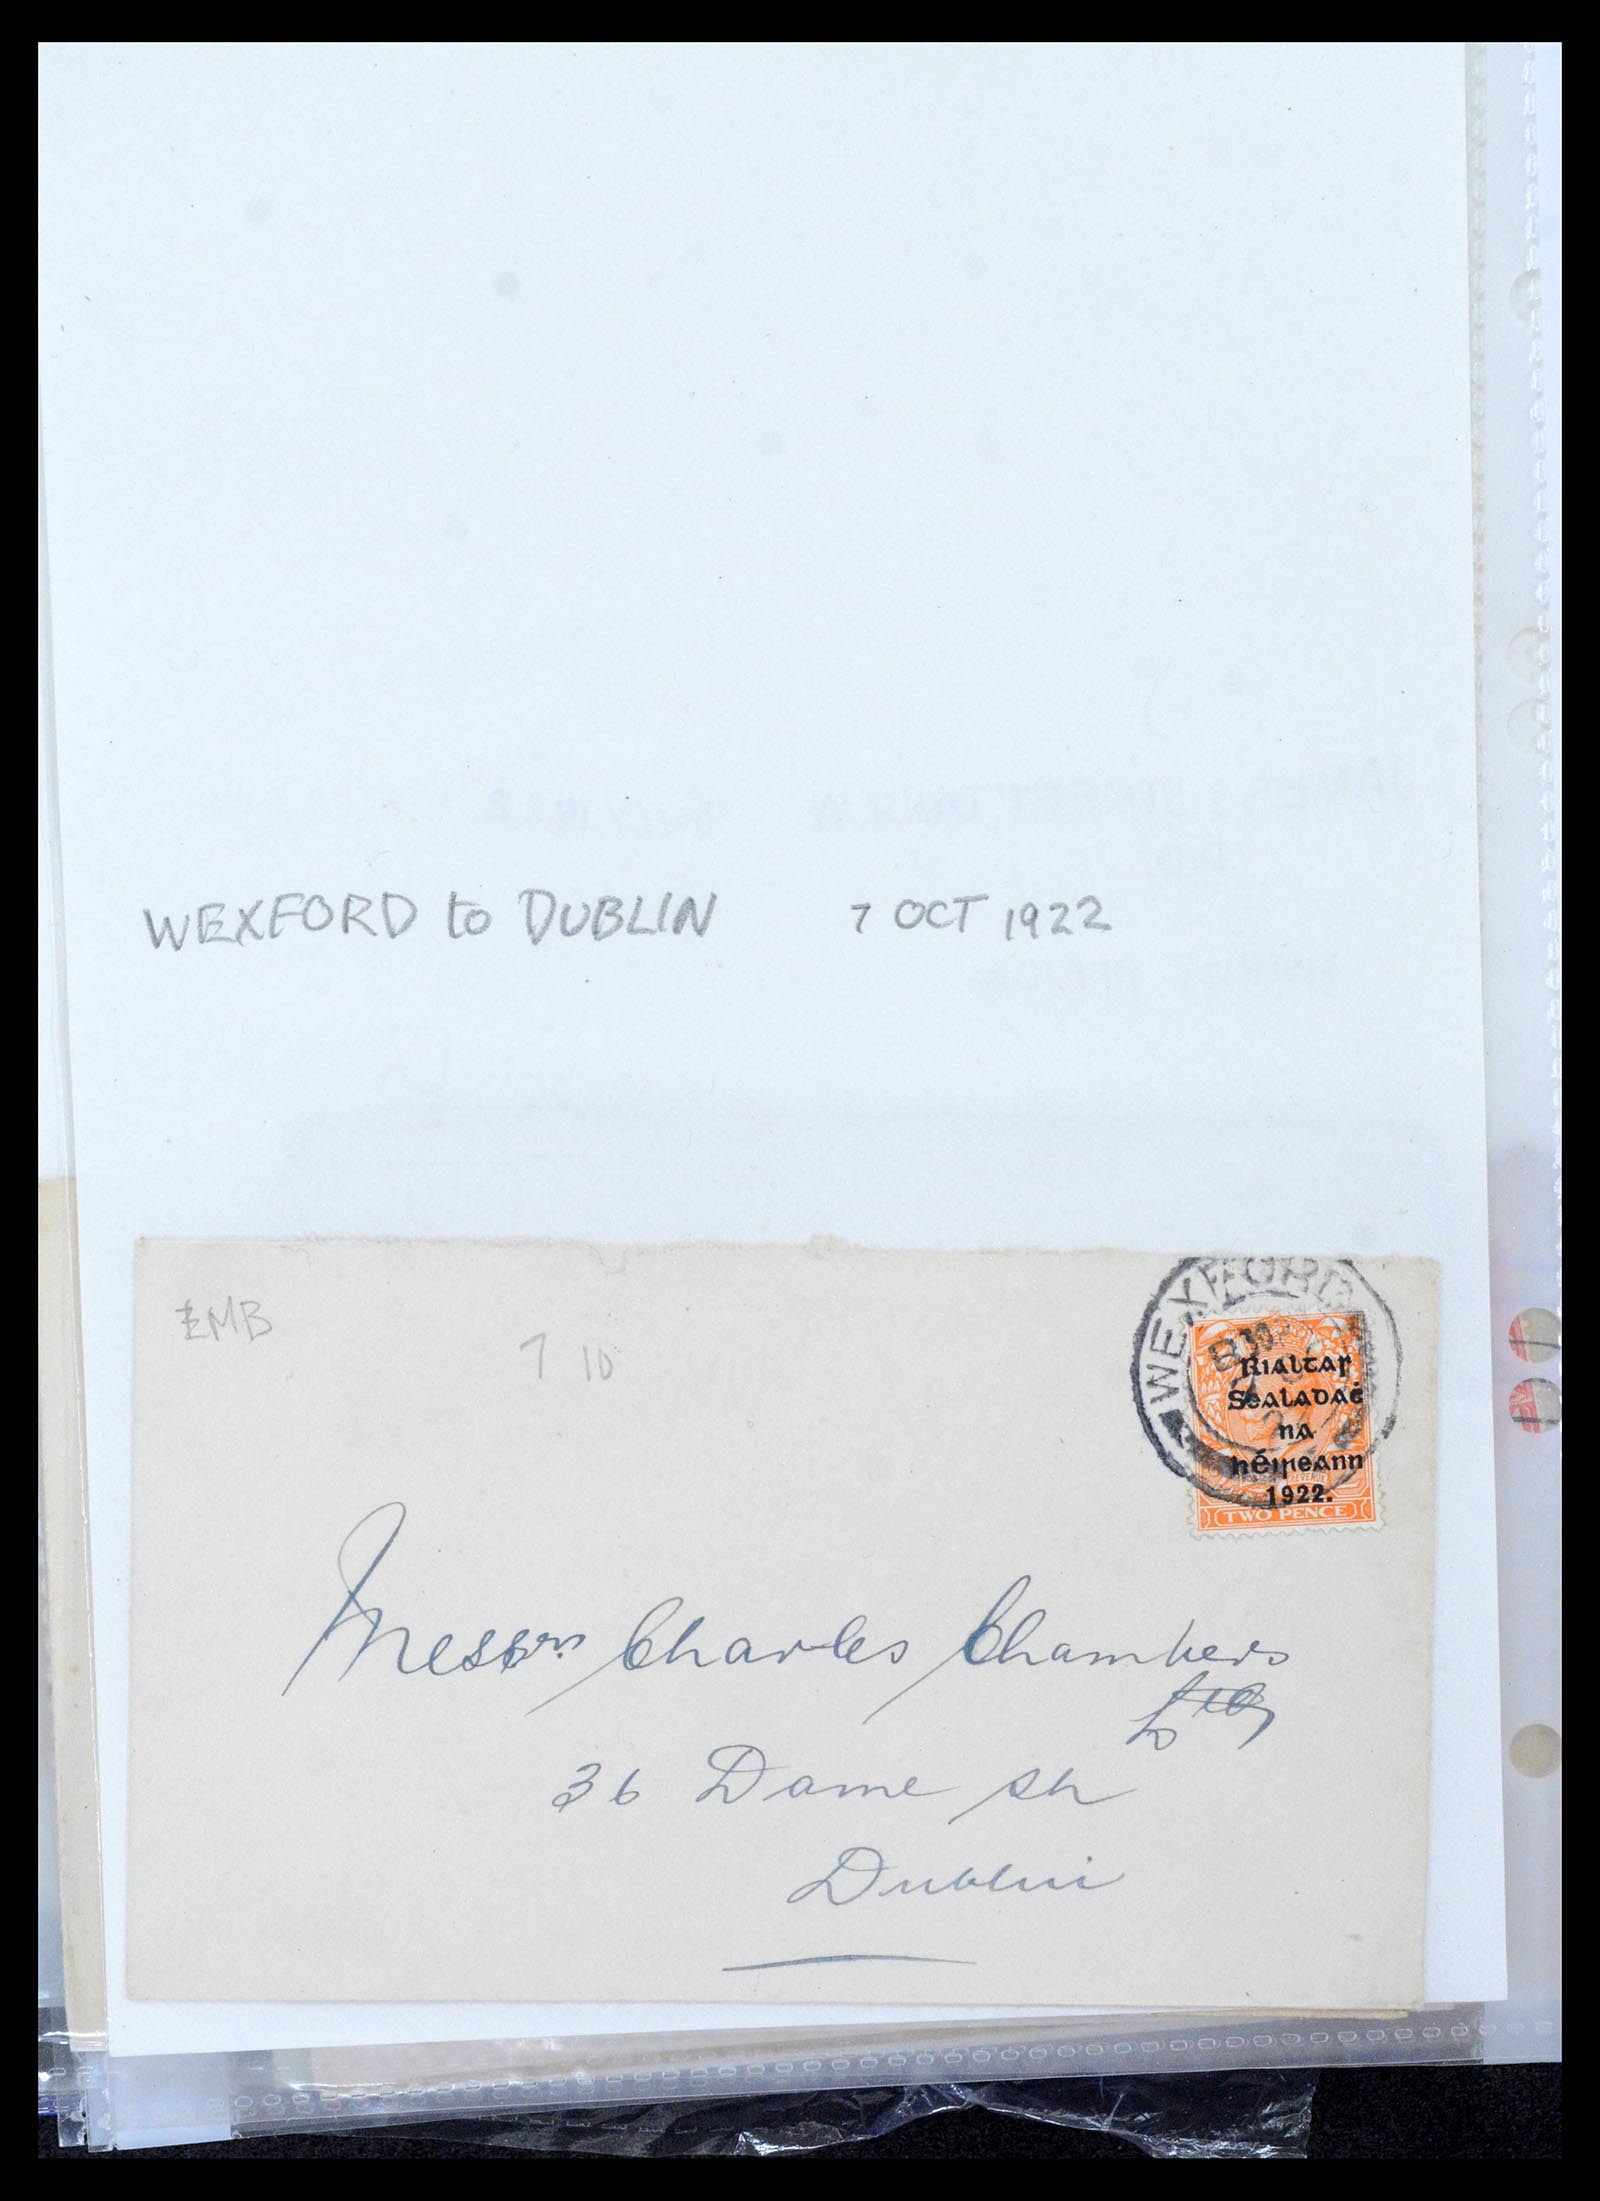 WEXFORD to DUBLIN 7 OCT 1922
EMB
7 10
WEXFORD
Rialtas
Sealadaċ
na
hÉireann
1922.
TWO PENCE
Messrs Charles Chambers
Ltd
36 Dame St
Dublin